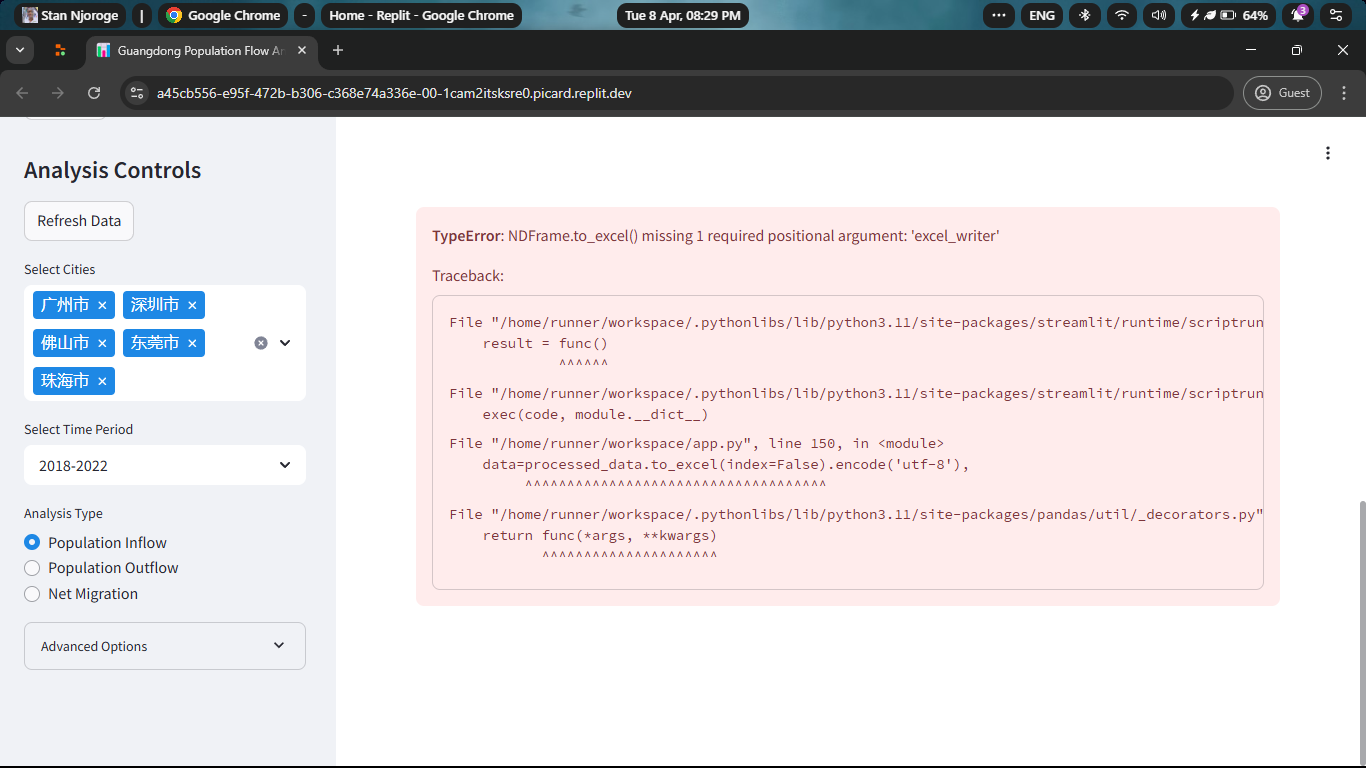 Stan Njoroge | Google Chrome - Home - Replit - Google Chrome Tue 8 Apr, 08:29 PM ENG 64% 3
Guangdong Population Flow An
a45cb556-e95f-472b-b306-c368e74a336e-00-1cam2itsksre0.picard.replit.dev Guest
Analysis Controls
Refresh Data
Select Cities
广州市 深圳市
佛山市 东莞市
珠海市
Select Time Period
2018-2022
Analysis Type
Population Inflow
Population Outflow
Net Migration
Advanced Options
TypeError: NDFrame.to_excel() missing 1 required positional argument: 'excel_writer'
Traceback:
File "/home/runner/workspace/.pythonlibs/lib/python3.11/site-packages/streamlit/runtime/scriptrun
result = func()
^^^^^^
File "/home/runner/workspace/.pythonlibs/lib/python3.11/site-packages/streamlit/runtime/scriptrun
exec(code, module.__dict__)
File "/home/runner/workspace/app.py", line 150, in <module>
data=processed_data.to_excel(index=False).encode('utf-8'),
^^^^^^^^^^^^^^^^^^^^^^^^^^^^^^^^^^^^
File "/home/runner/workspace/.pythonlibs/lib/python3.11/site-packages/pandas/util/_decorators.py"
return func(*args, **kwargs)
^^^^^^^^^^^^^^^^^^^^^